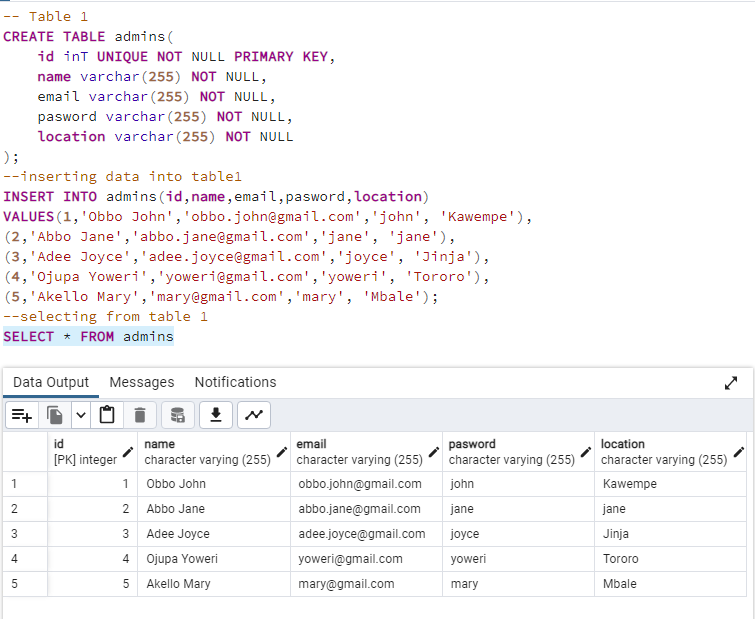 -- Table 1
CREATE TABLE admins(
    id inT UNIQUE NOT NULL PRIMARY KEY,
    name varchar(255) NOT NULL,
    email varchar(255) NOT NULL,
    pasword varchar(255) NOT NULL,
    location varchar(255) NOT NULL
);
--inserting data into table1
INSERT INTO admins(id,name,email,pasword,location)
VALUES(1,'Obbo John','obbo.john@gmail.com','john', 'Kawempe'),
(2,'Abbo Jane','abbo.jane@gmail.com','jane', 'jane'),
(3,'Adee Joyce','adee.joyce@gmail.com','joyce', 'Jinja'),
(4,'Ojupa Yoweri','yoweri@gmail.com','yoweri', 'Tororo'),
(5,'Akello Mary','mary@gmail.com','mary', 'Mbale');
--selecting from table 1
SELECT * FROM admins
Data Output Messages Notifications
id name email pasword location
[PK] integer character varying (255) character varying (255) character varying (255) character varying (255)
1 1 Obbo John obbo.john@gmail.com john Kawempe
2 2 Abbo Jane abbo.jane@gmail.com jane jane
3 3 Adee Joyce adee.joyce@gmail.com joyce Jinja
4 4 Ojupa Yoweri yoweri@gmail.com yoweri Tororo
5 5 Akello Mary mary@gmail.com mary Mbale